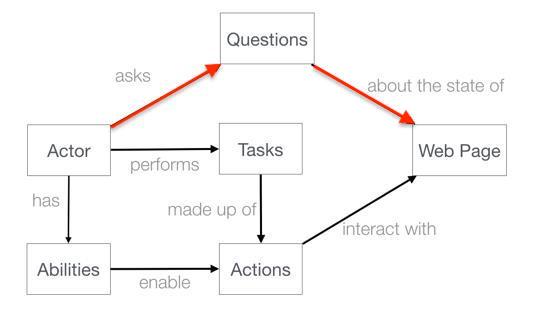 Questions
asks
about the state of
Actor
performs
Tasks
Web Page
has
made up of
interact with
Abilities
enable
Actions